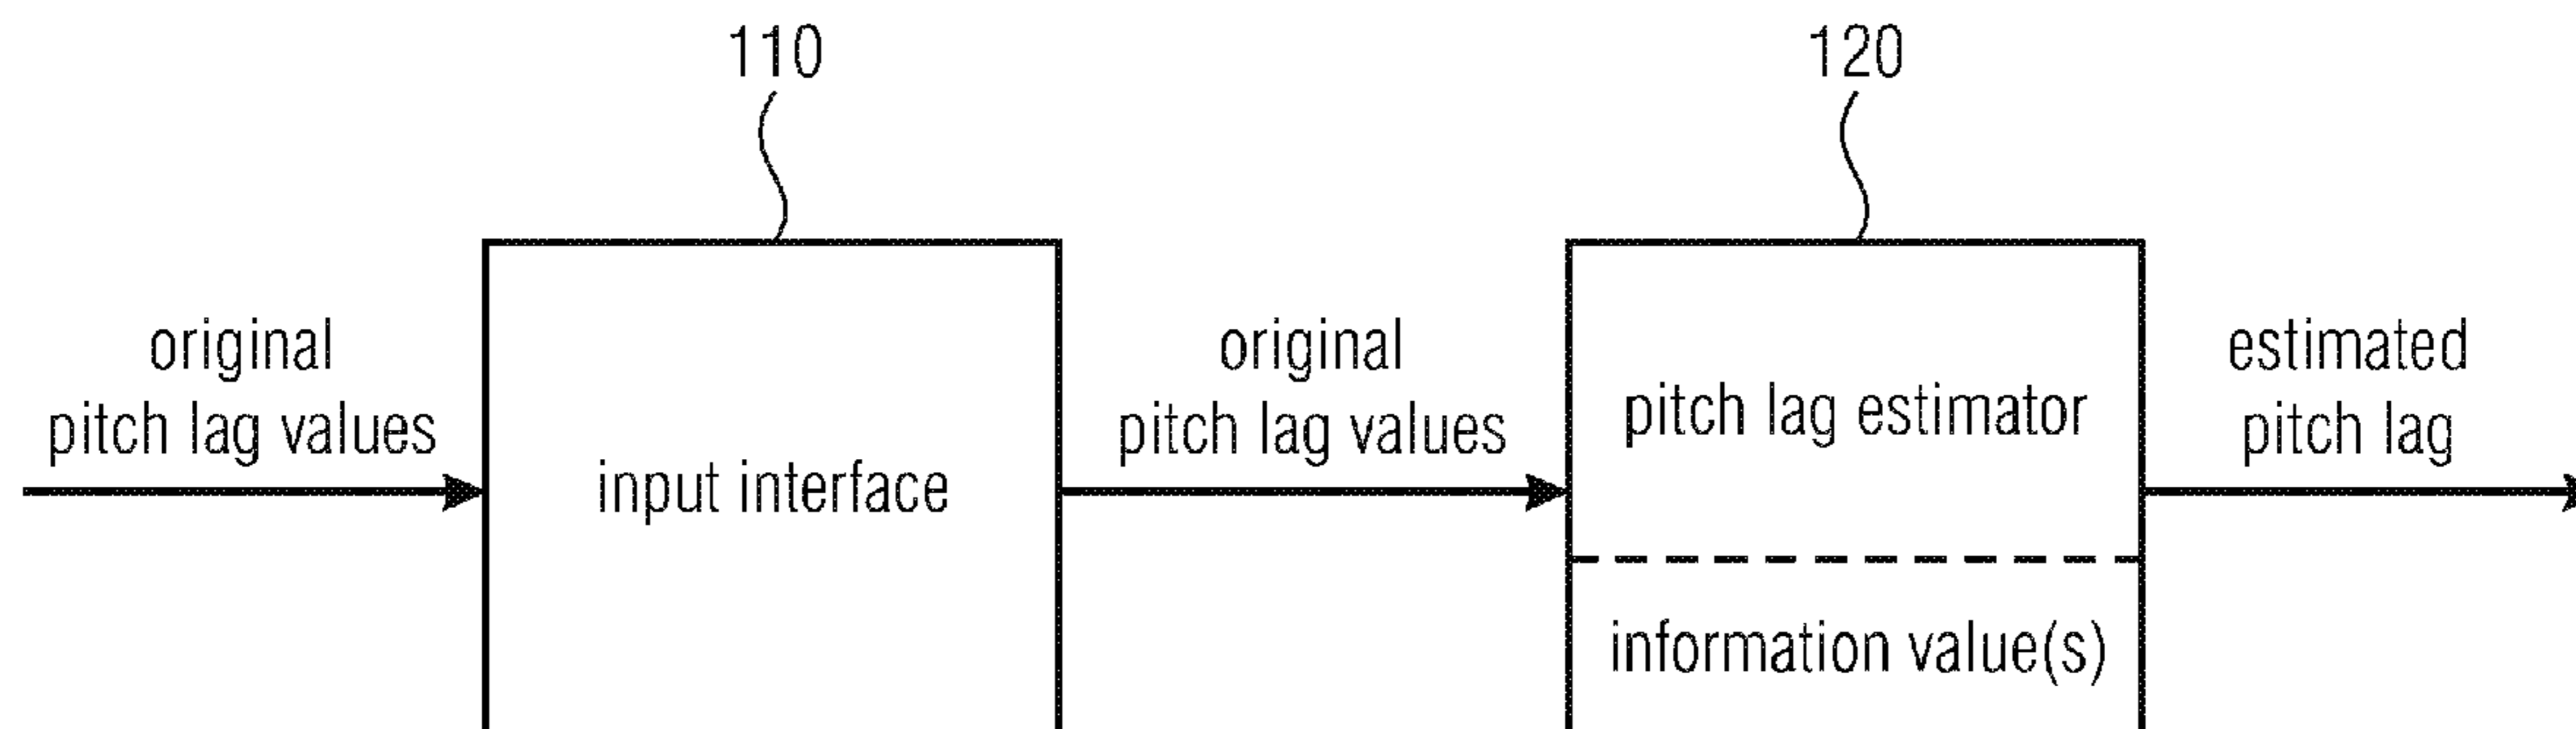 110
120
original
pitch lag values
input interface
original
pitch lag values
pitch lag estimator
information value(s)
estimated
pitch lag